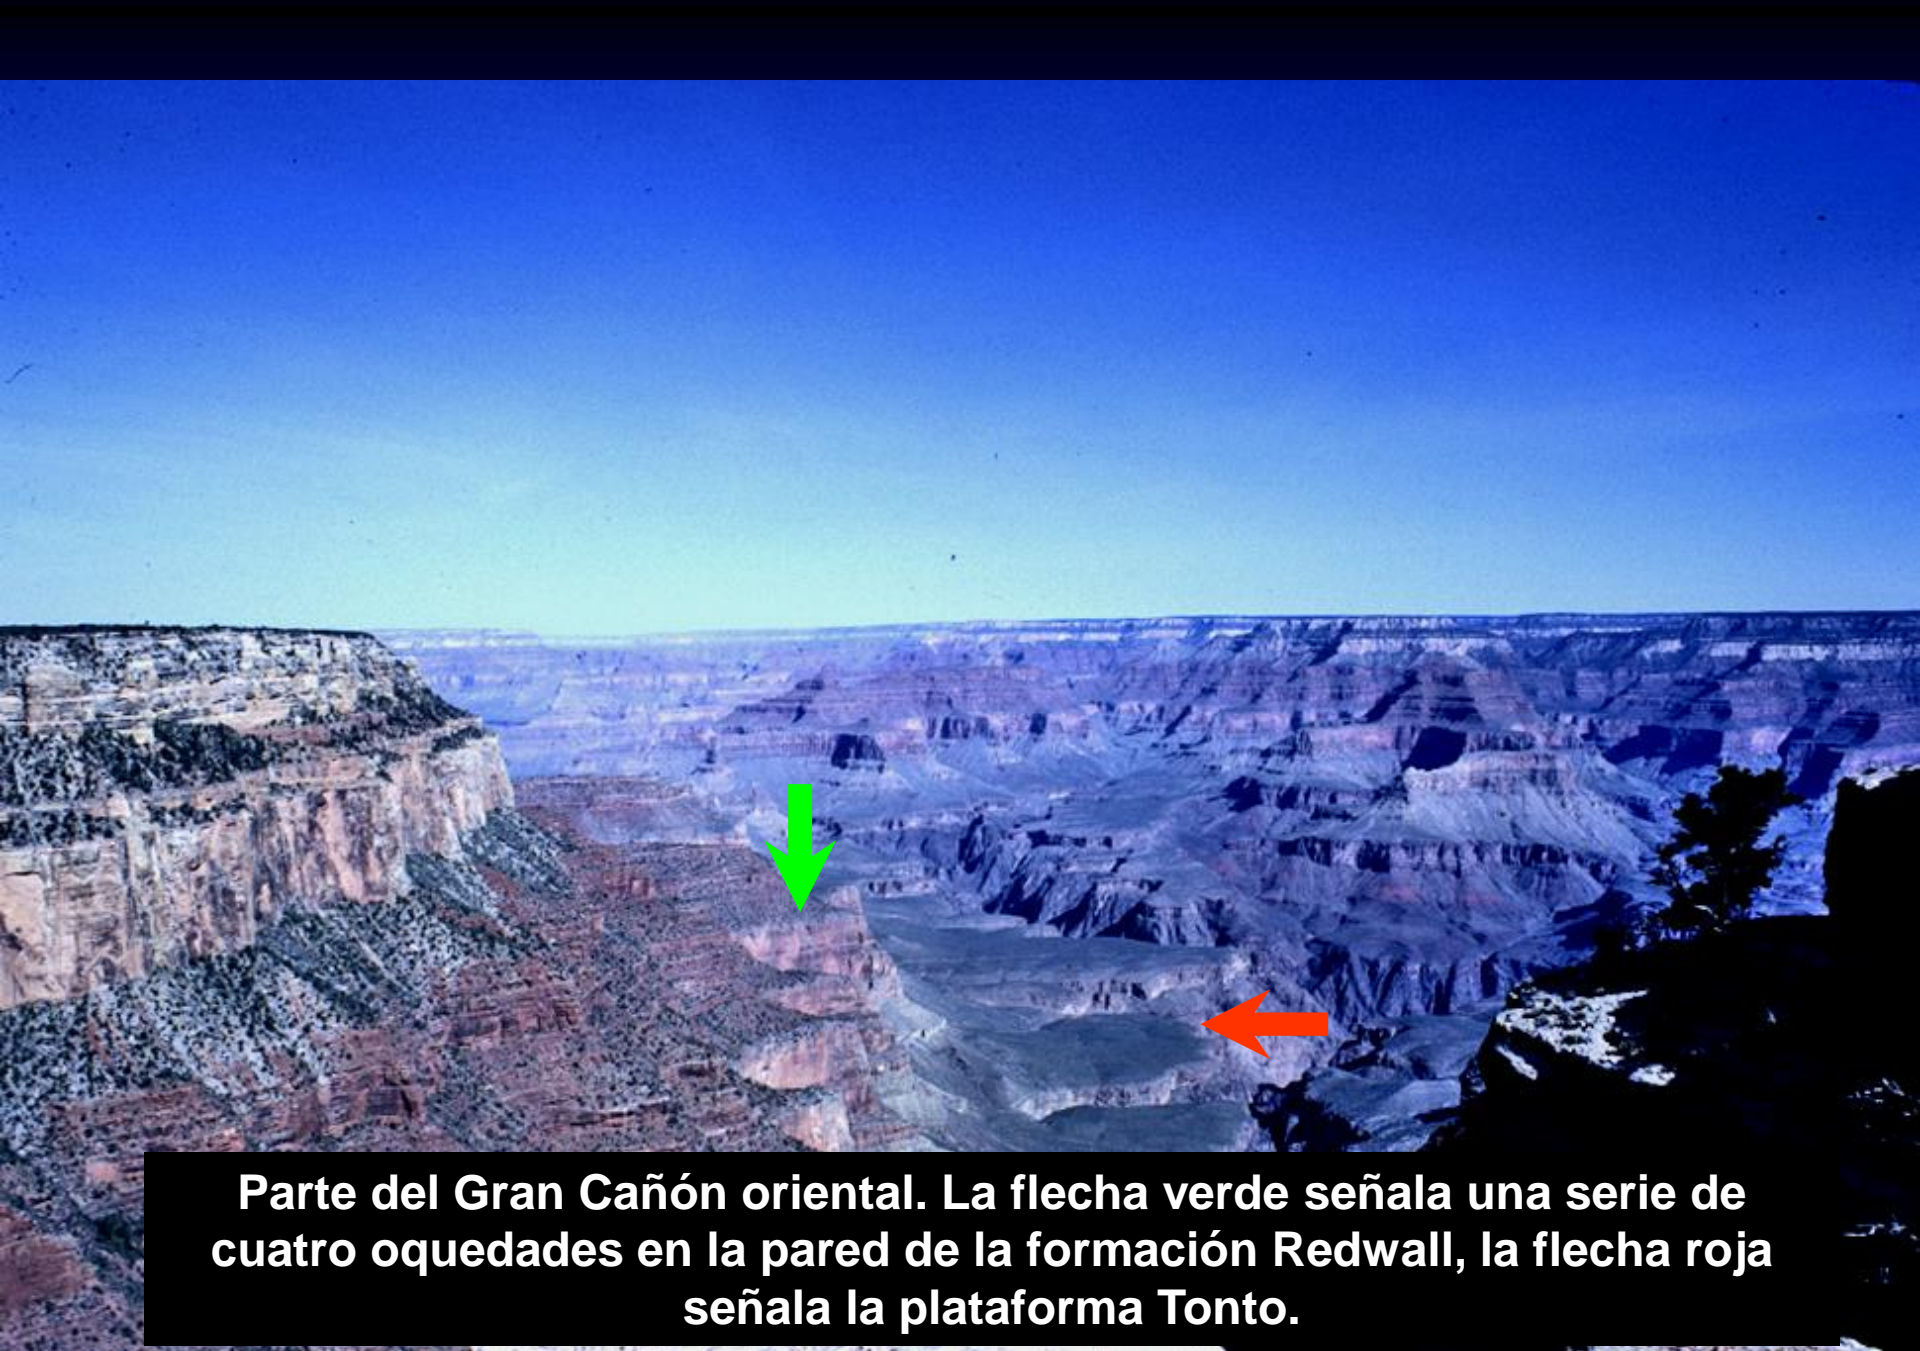 Parte del Gran Cañón oriental. La flecha verde señala una serie de
cuatro oquedades en la pared de la formación Redwall, la flecha roja
señala la plataforma Tonto.